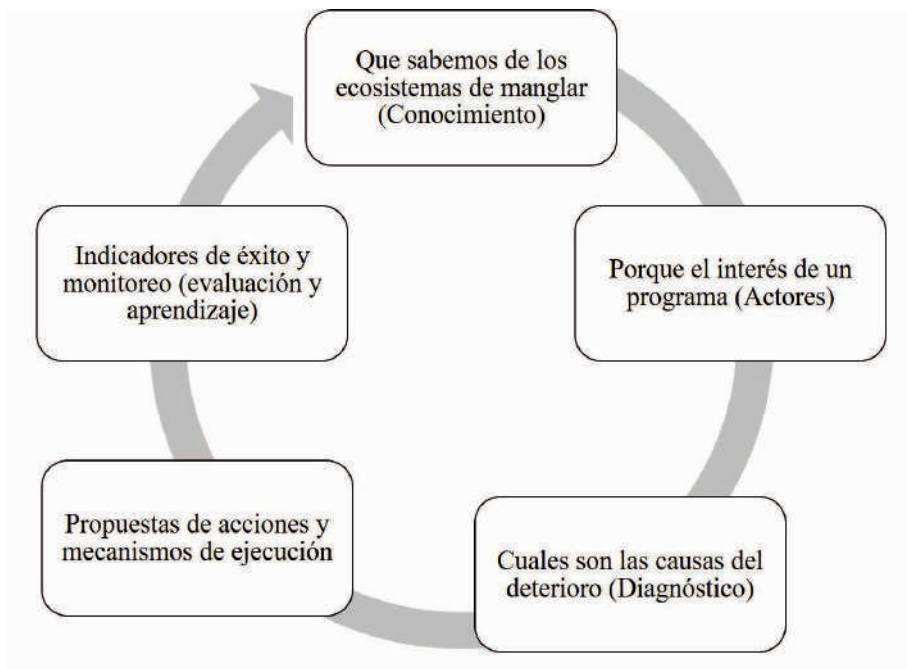 Que sabemos de los
ecosistemas de manglar
(Conocimiento)
Porque el interés de un
programa (Actores)
Cuales son las causas del
deterioro (Diagnóstico)
Propuestas de acciones y
mecanismos de ejecución
Indicadores de éxito y
monitoreo (evaluación y
aprendizaje)